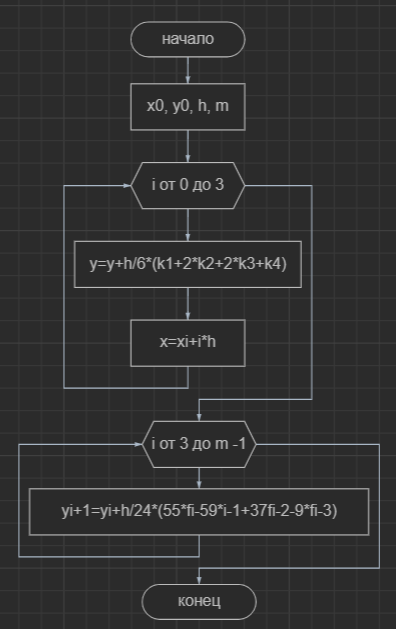 начало
x0, y0, h, m
i от 0 до 3
y=y+h/6*(k1+2*k2+2*k3+k4)
x=xi+i*h
i от 3 до m -1
yi+1=yi+h/24*(55*fi-59*i-1+37fi-2-9*fi-3)
конец